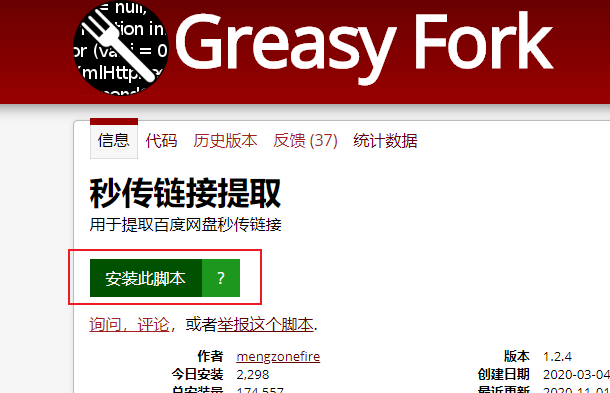 = null,
nction in
or (va i = 0
XmlHttp
Greasy Fork
信息 代码 历史版本 反馈 (37) 统计数据
秒传链接提取
用于提取百度网盘秒传链接
安装此脚本 ?
询问，评论，或者举报这个脚本.
作者 mengzonefire 版本 1.2.4
今日安装 2,298 创建日期 2020-03-04
总安装量 174,557 最近更新 2020-11-01